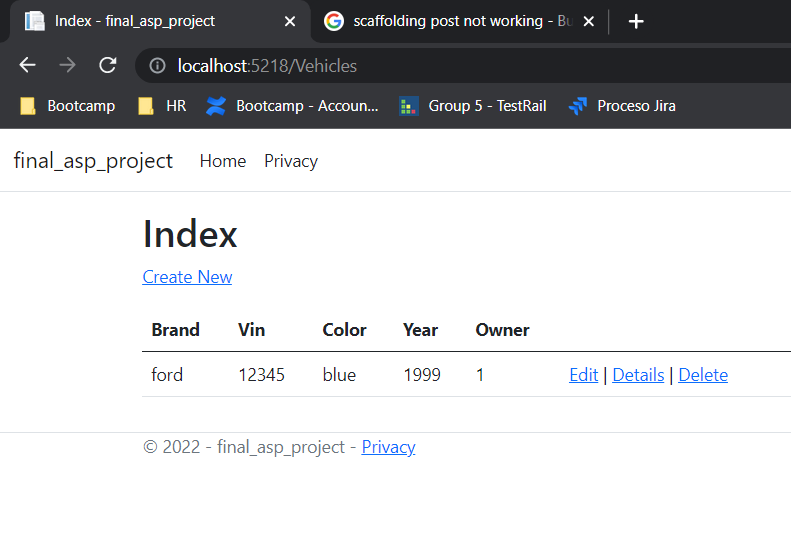 Index - final_asp_project
scaffolding post not working - Bu
localhost:5218/Vehicles
Bootcamp HR Bootcamp - Accoun... Group 5 - TestRail Proceso Jira
final_asp_project Home Privacy
Index
Create New
Brand Vin Color Year Owner
ford 12345 blue 1999 1 Edit | Details | Delete
© 2022 - final_asp_project - Privacy